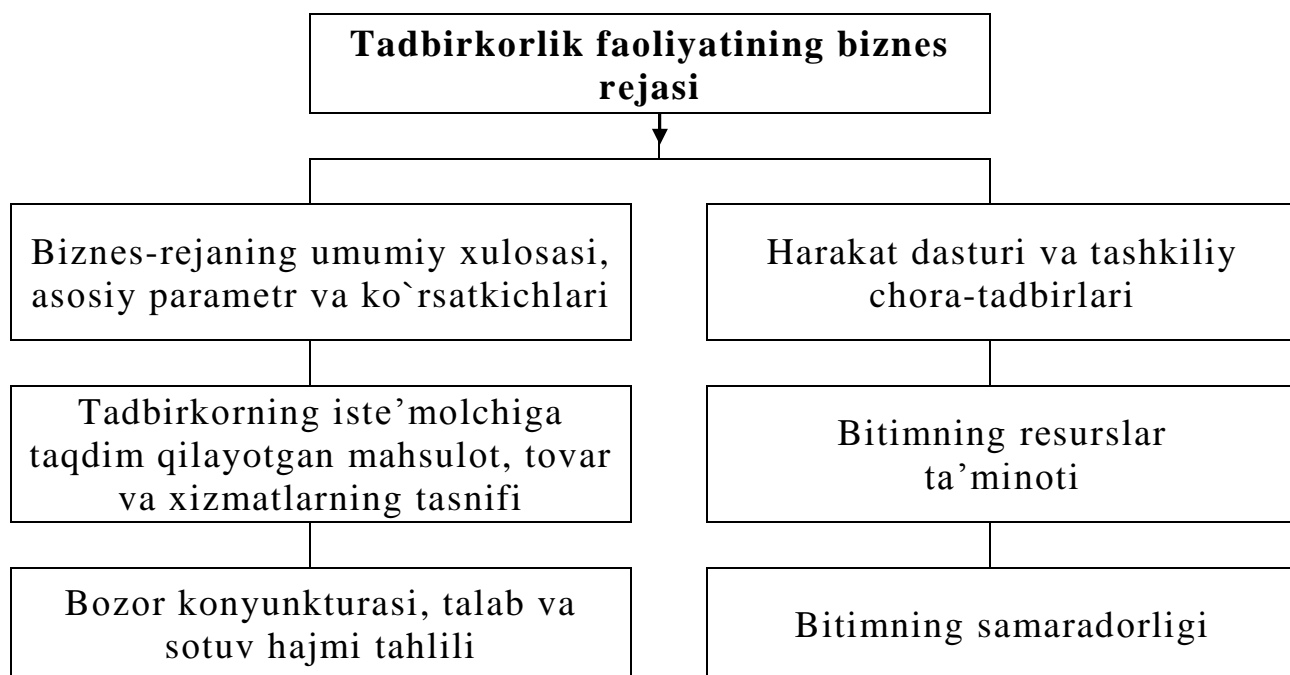 Tadbirkorlik faoliyatining biznes
rejasi
Biznes-rejaning umumiy xulosasi,
asosiy parametr va ko`rsatkichlari
Tadbirkorning iste’molchiga
taqdim qilayotgan mahsulot, tovar
va xizmatlarning tasnifi
Bozor konyunkturasi, talab va
sotuv hajmi tahlili
Harakat dasturi va tashkiliy
chora-tadbirlari
Bitimning resurslar
ta’minoti
Bitimning samaradorligi